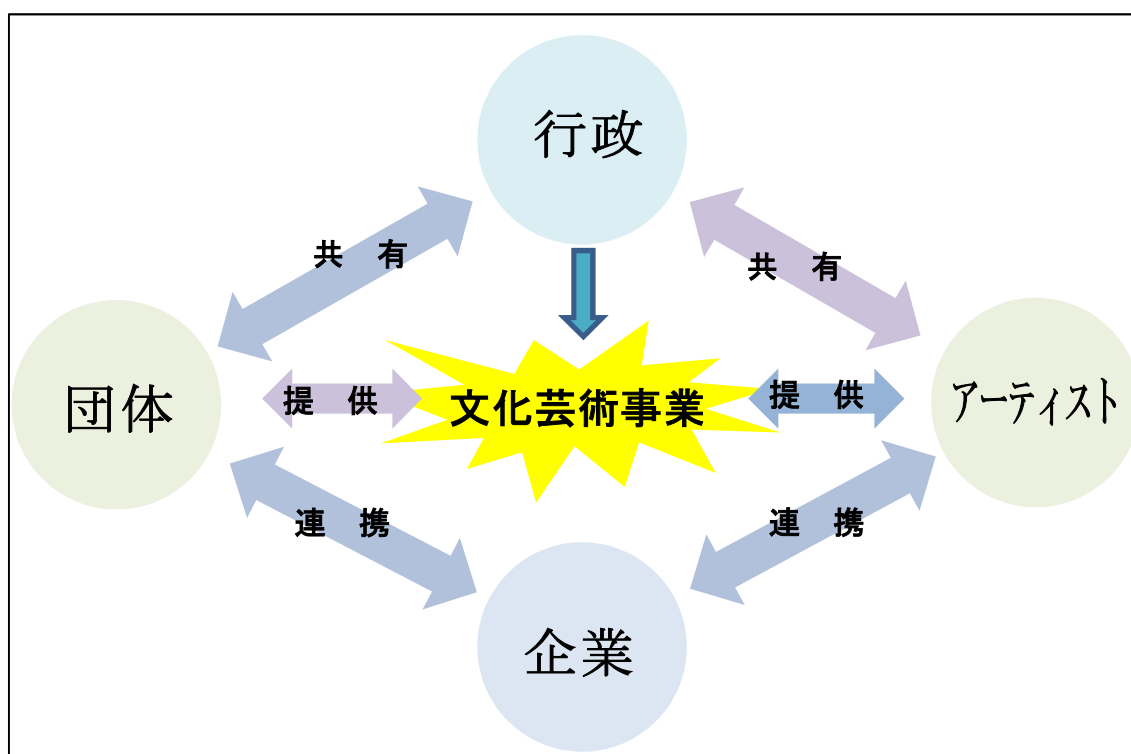 行政
共　有
共　有
団体
提　供
文化芸術事業
提　供
アーティスト
連　携
連　携
企業